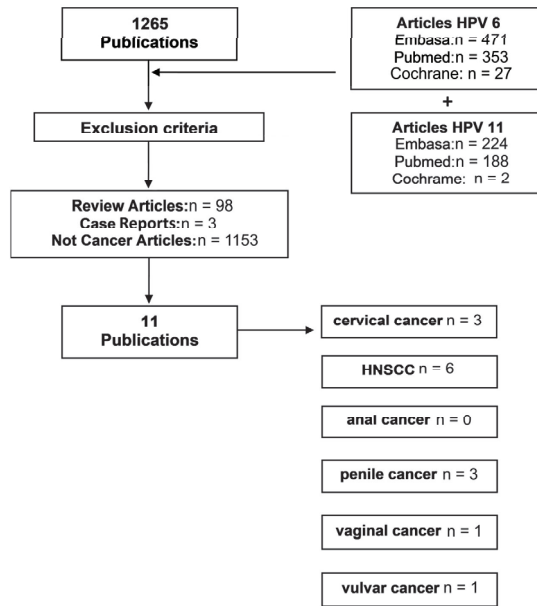 1265
Publications
Articles HPV 6
Embasa:n = 471
Pubmed:n = 353
Cochrane: n = 27
+
Articles HPV 11
Embasa:n = 224
Pubmed:n = 188
Cochrame: n = 2
Exclusion criteria
Review Articles:n = 98
Case Reports:n = 3
Not Cancer Articles:n = 1153
11
Publications
cervical cancer n = 3
HNSCC n = 6
anal cancer n = 0
penile cancer n = 3
vaginal cancer n = 1
vulvar cancer n = 1